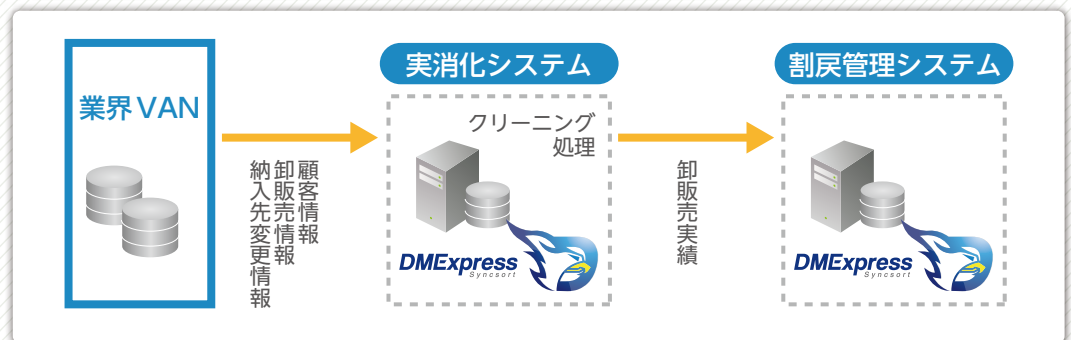 業界VAN
顧客情報
卸販売情報
納入先変更情報
実消化システム
クリーニング
処理
DMExpress
Syncsort
卸販売実績
割戻管理システム
DMExpress
Syncsort